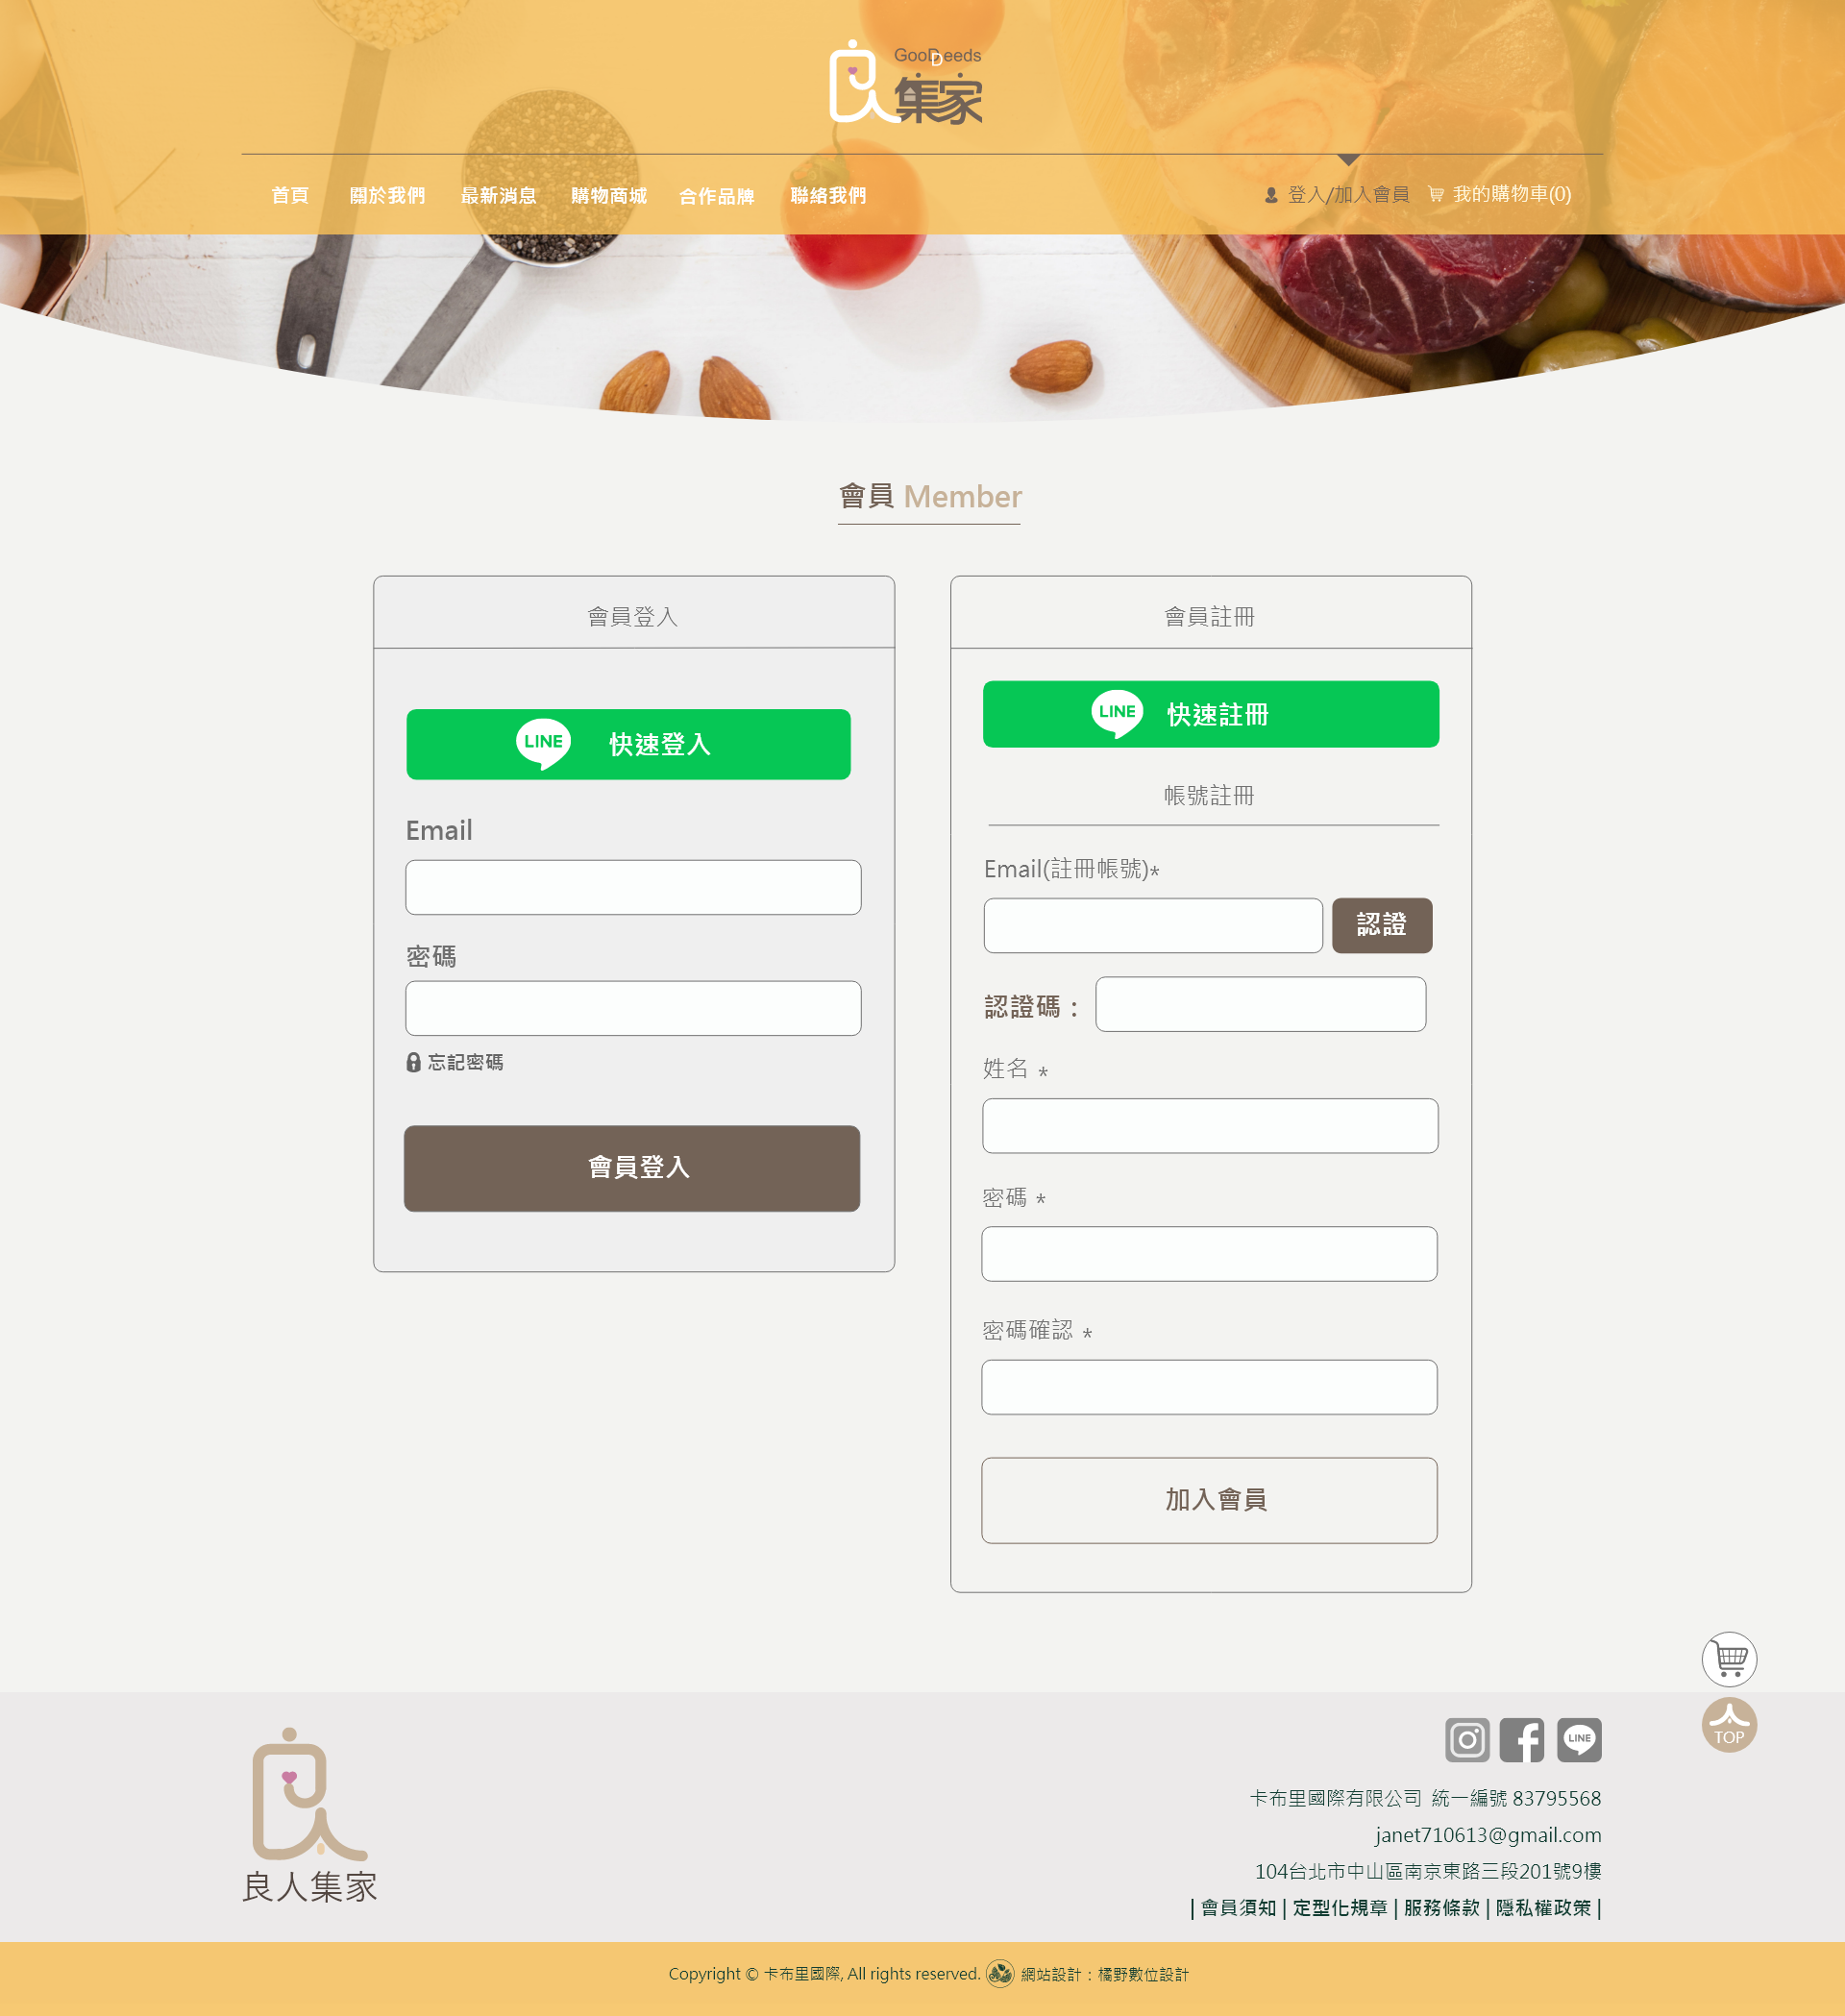 GooDeeds
良人集家
首頁 關於我們 最新消息 購物商城 合作品牌 聯絡我們 登入/加入會員 我的購物車(0)
會員 Member
會員登入
LINE 快速登入
Email
密碼
忘記密碼
會員登入
會員註冊
LINE 快速註冊
帳號註冊
Email(註冊帳號)*
認證
認證碼：
姓名 *
密碼 *
密碼確認 *
加入會員
TOP
良人集家
LINE
卡布里國際有限公司 統一編號 83795568
janet710613@gmail.com
104台北市中山區南京東路三段201號9樓
| 會員須知 | 定型化規章 | 服務條款 | 隱私權政策 |
Copyright © 卡布里國際, All rights reserved. 網站設計：橘野數位設計